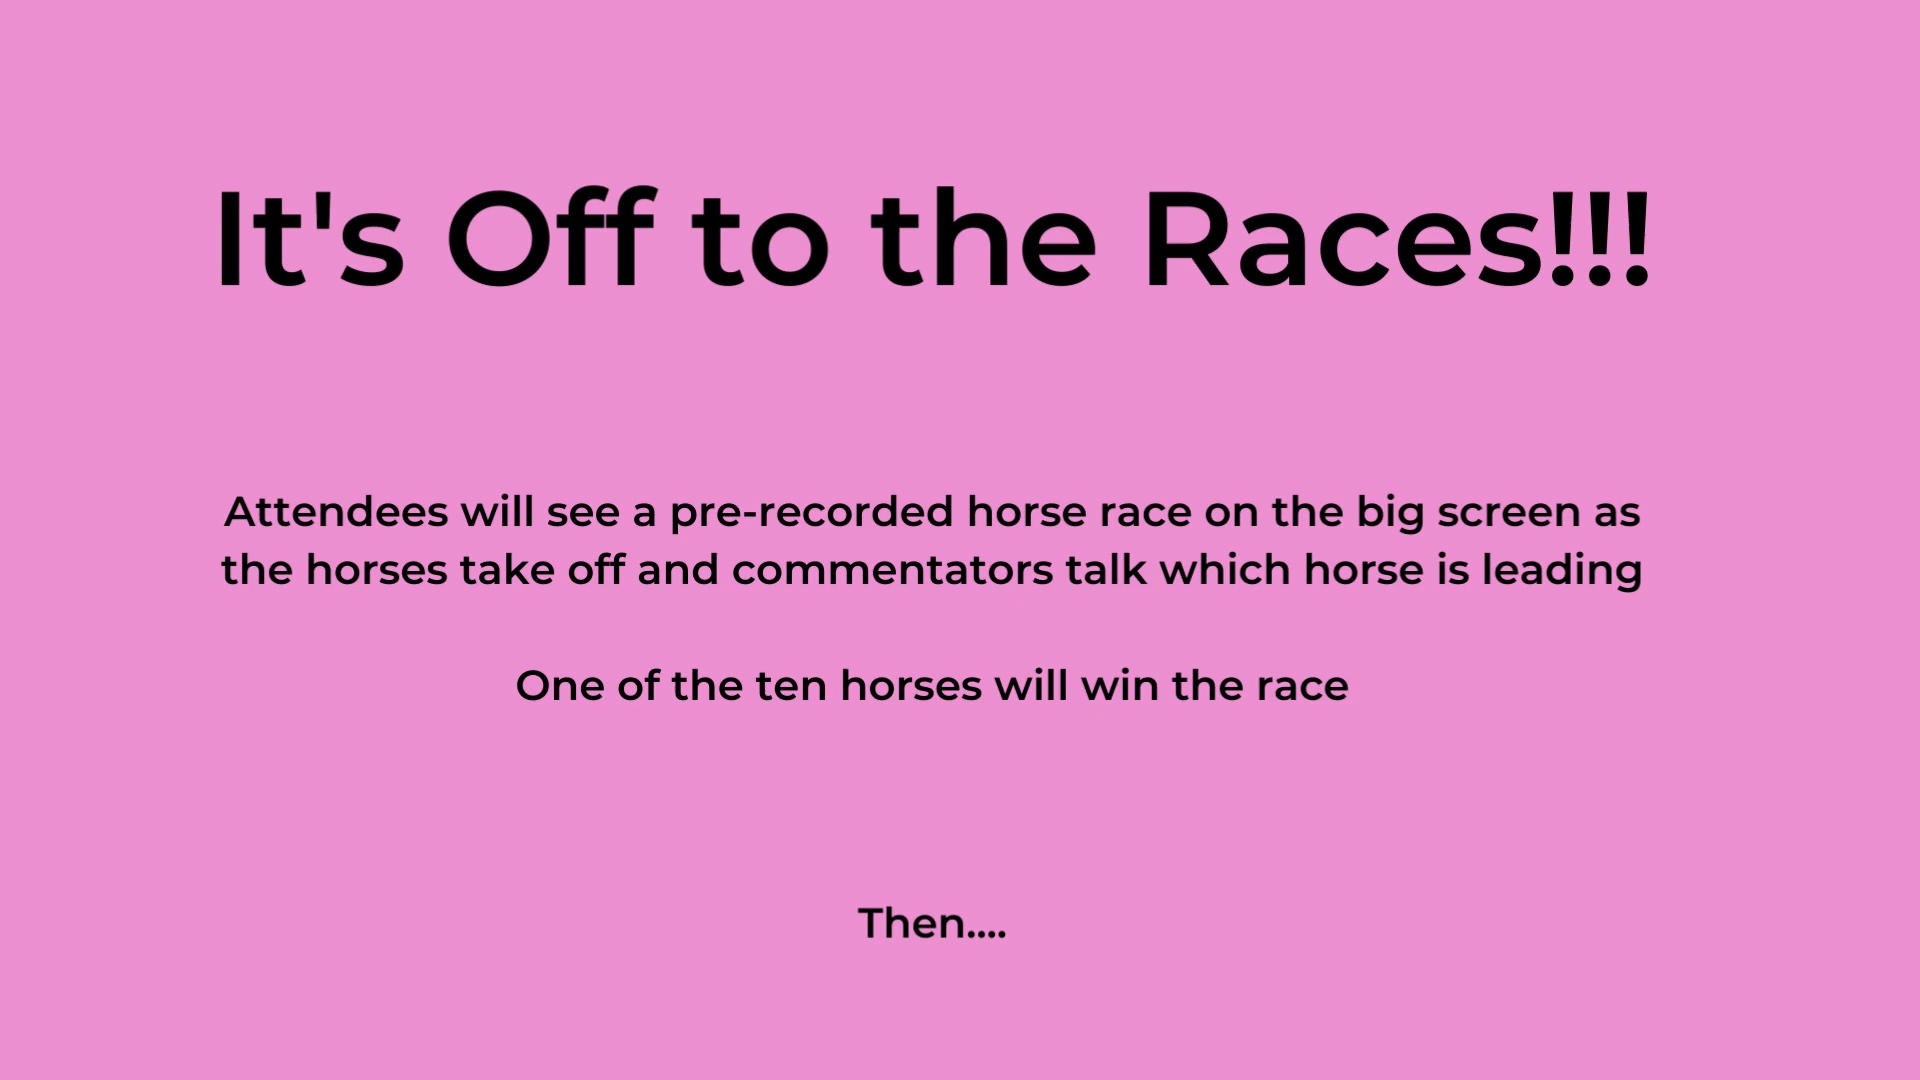 It's Off to the Races!!!
Attendees will see a pre-recorded horse race on the big screen as
the horses take off and commentators talk which horse is leading
One of the ten horses will win the race
Then....